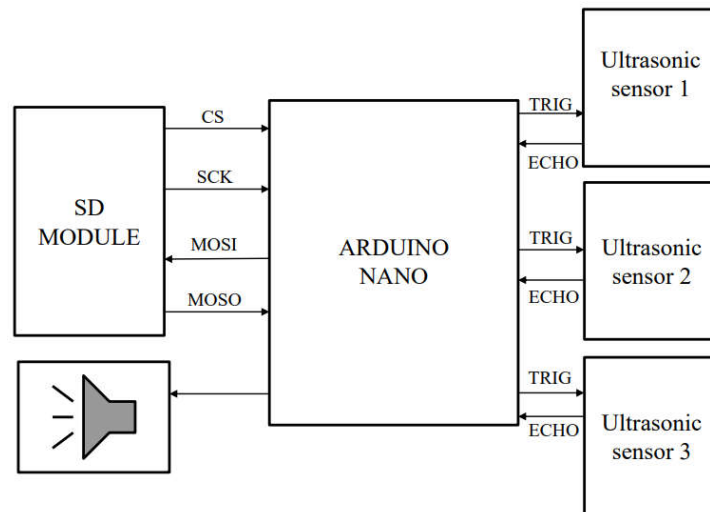 SD
MODULE
CS
SCK
MOSI
MOSO
ARDUINO
NANO
TRIG
ECHO
Ultrasonic
sensor 1
TRIG
ECHO
Ultrasonic
sensor 2
TRIG
ECHO
Ultrasonic
sensor 3